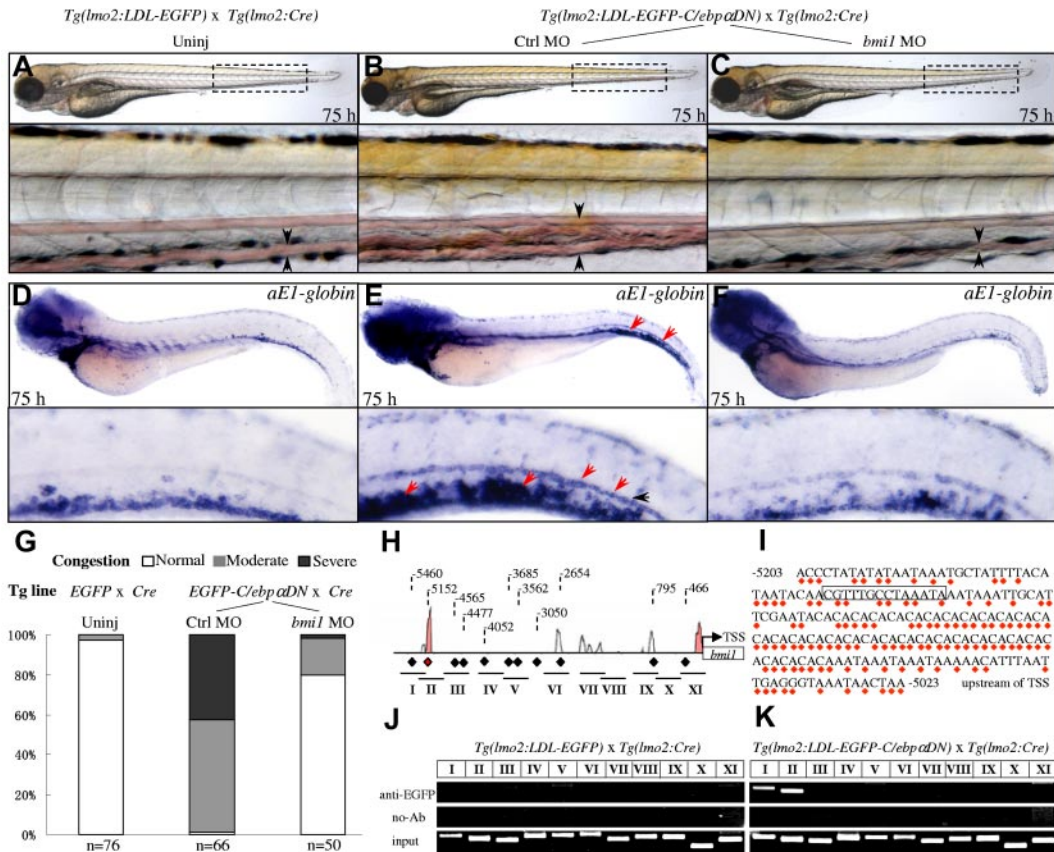 Tg(lmo2:LDL-EGFP) x Tg(lmo2:Cre)
Tg(lmo2:LDL-EGFP-C/ebpαDN) x Tg(lmo2:Cre)
Uninj
Ctrl MO
bmi1 MO
A
B
C
75 h
75 h
75 h
D
aE1-globin
E
aE1-globin
F
aE1-globin
75 h
75 h
75 h
G
Congestion Normal Moderate Severe
Tg line
EGFP x Cre
EGFP-C/ebpαDN x Cre
Uninj
Ctrl MO
bmi1 MO
100%
80%
60%
40%
20%
0%
n=76
n=66
n=50
H
-5460
-5152
-4565
-4477
-4052
-3685
-3562
-3050
-2654
-795
-466
TSS
bmi1
I II III IV V VI VII VIII IX X XI
I
-5203 ACCCTATATATAATAAATGCTATTTTACA
TAATACAACGTTTGCCTAAATAAATAAATTGCAT
TCGAATACACACACACACACACACACACACACAC
CACACACACACACACACACACACACACACACACAC
ACACACACAAATAAATAAATAAAAACATTTAATT
TGAGGGTAAATAACTAA -5023 upstream of TSS
J
Tg(lmo2:LDL-EGFP) x Tg(lmo2:Cre)
I II III IV V VI VII VIII IX X XI
anti-EGFP
no-Ab
input
K
Tg(lmo2:LDL-EGFP-C/ebpαDN) x Tg(lmo2:Cre)
I II III IV V VI VII VIII IX X XI